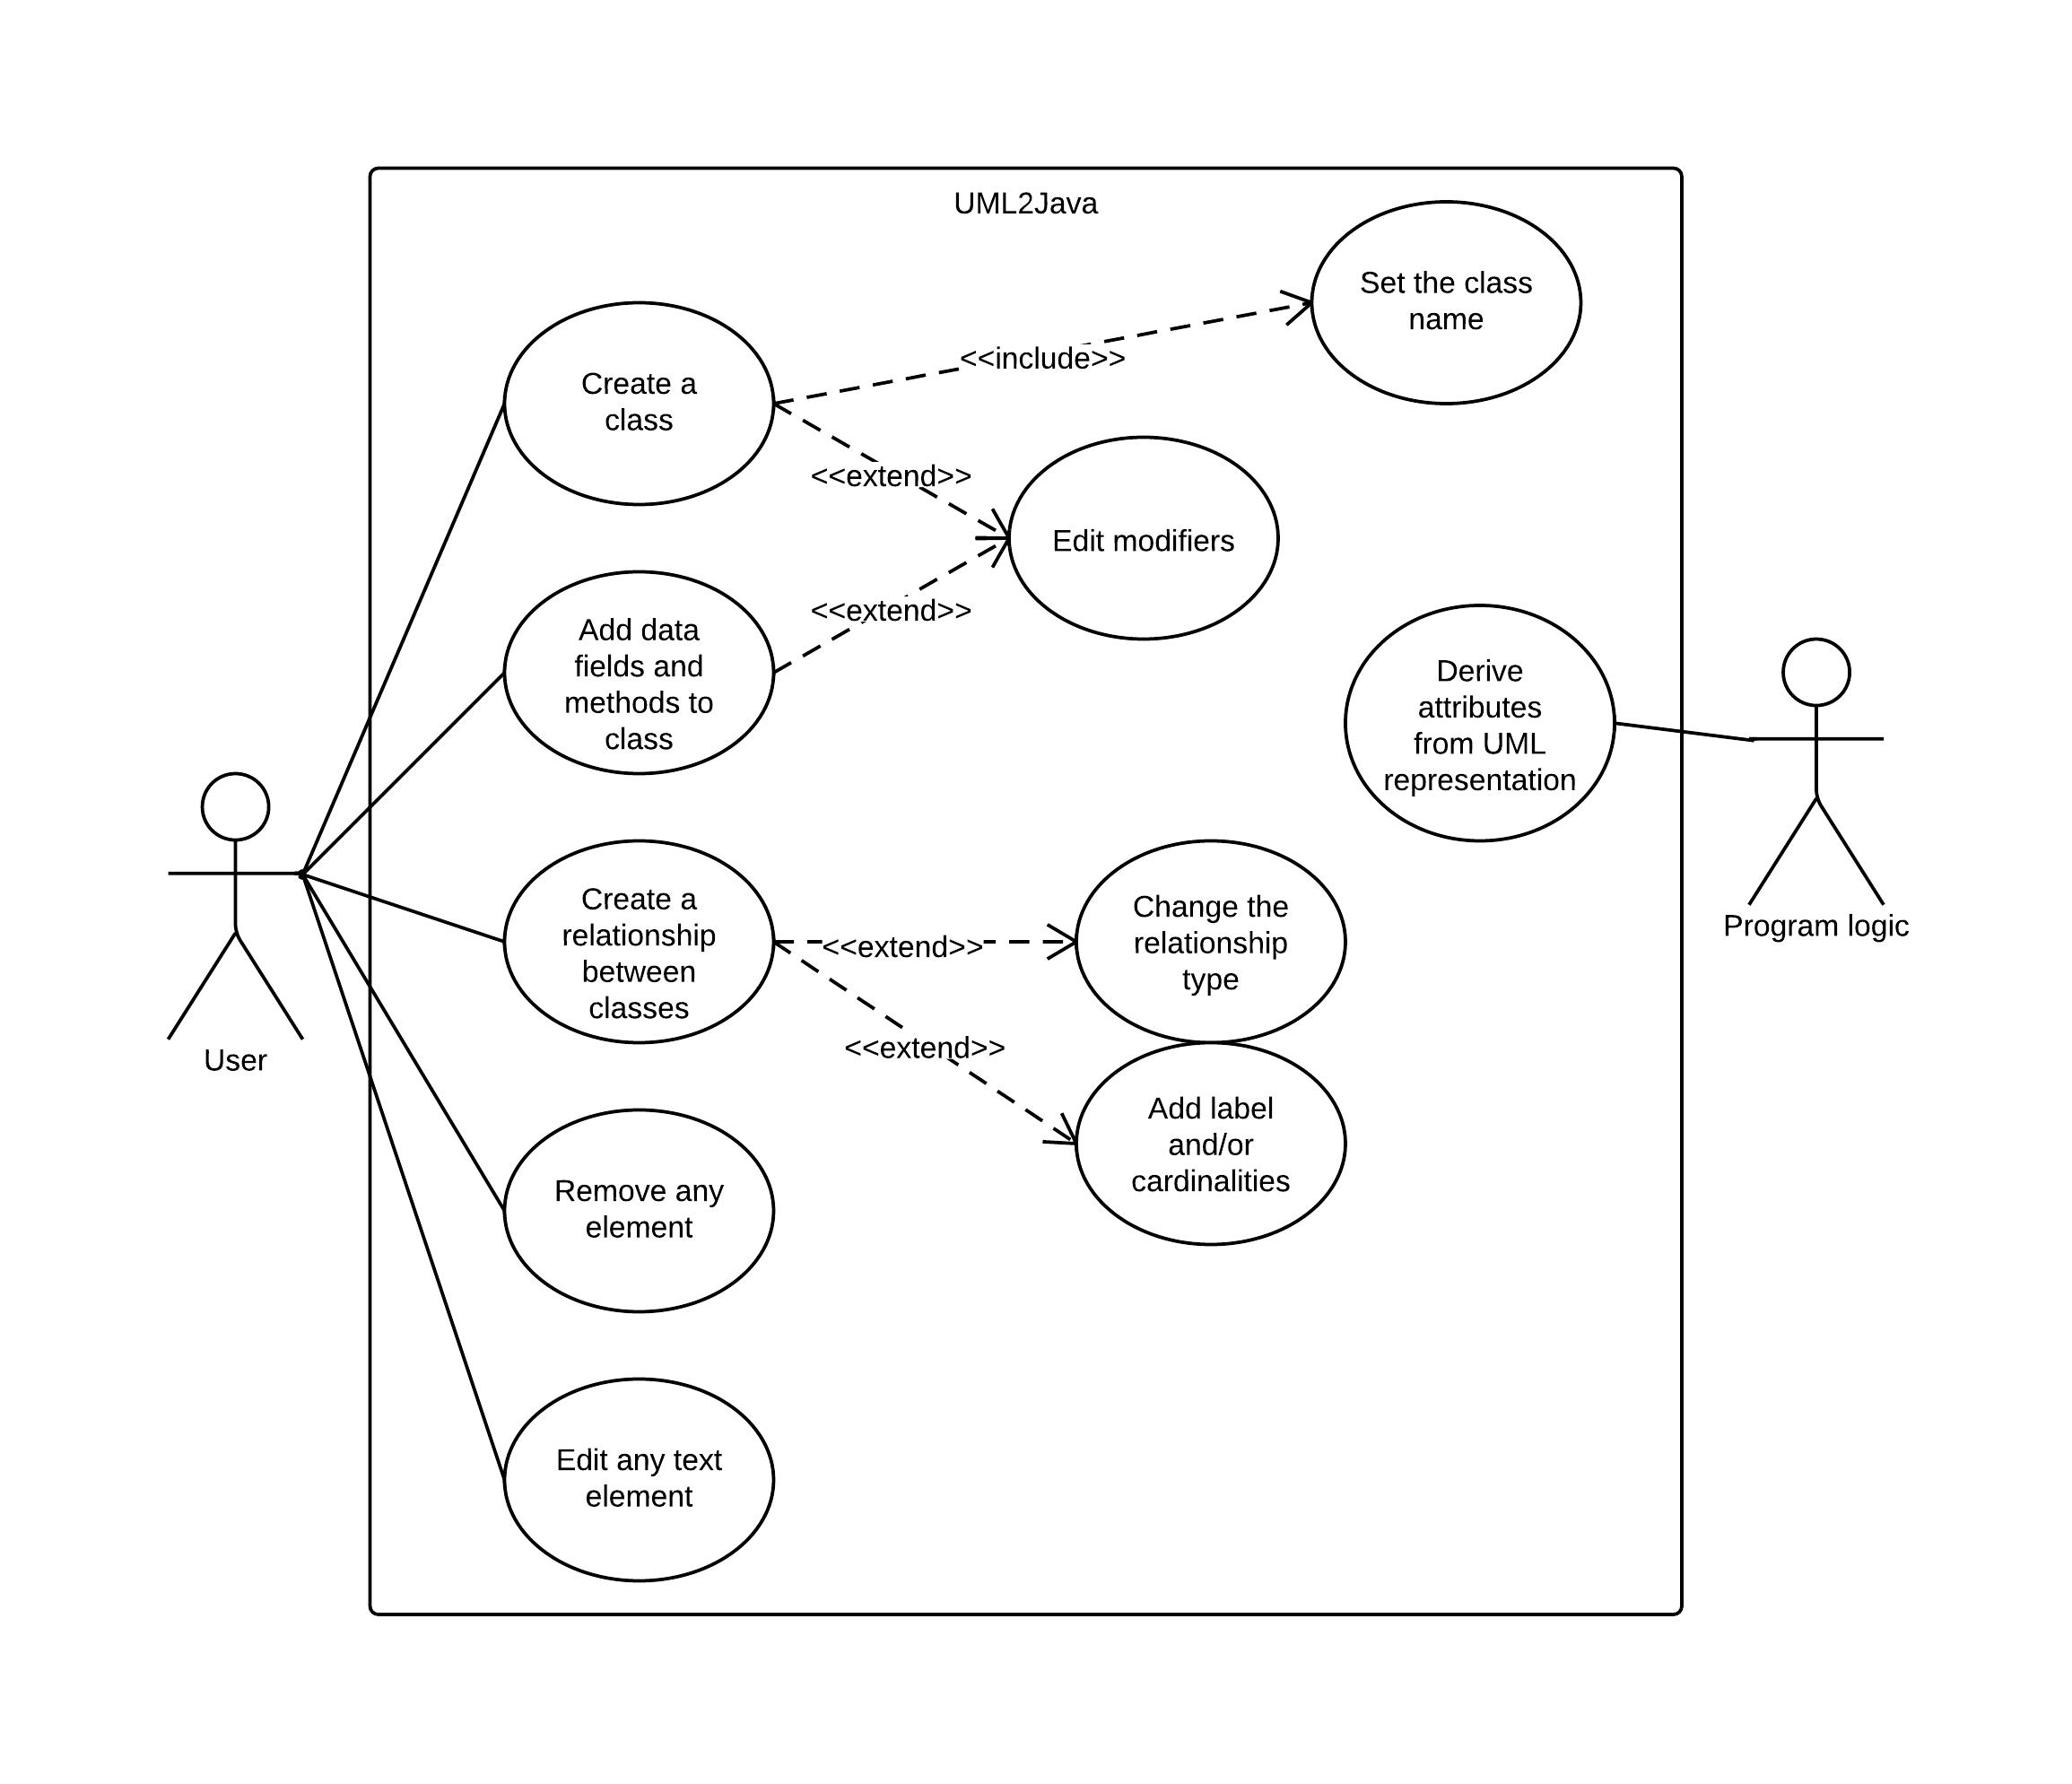 UML2Java
Set the class
name
<<include>>
Create a
class
<<extend>>
Edit modifiers
<<extend>>
Add data
fields and
methods to
class
Derive
attributes
from UML
representation
Program logic
User
Create a
relationship
between
classes
<<extend>>
Change the
relationship
type
<<extend>>
Add label
and/or
cardinalities
Remove any
element
Edit any text
element